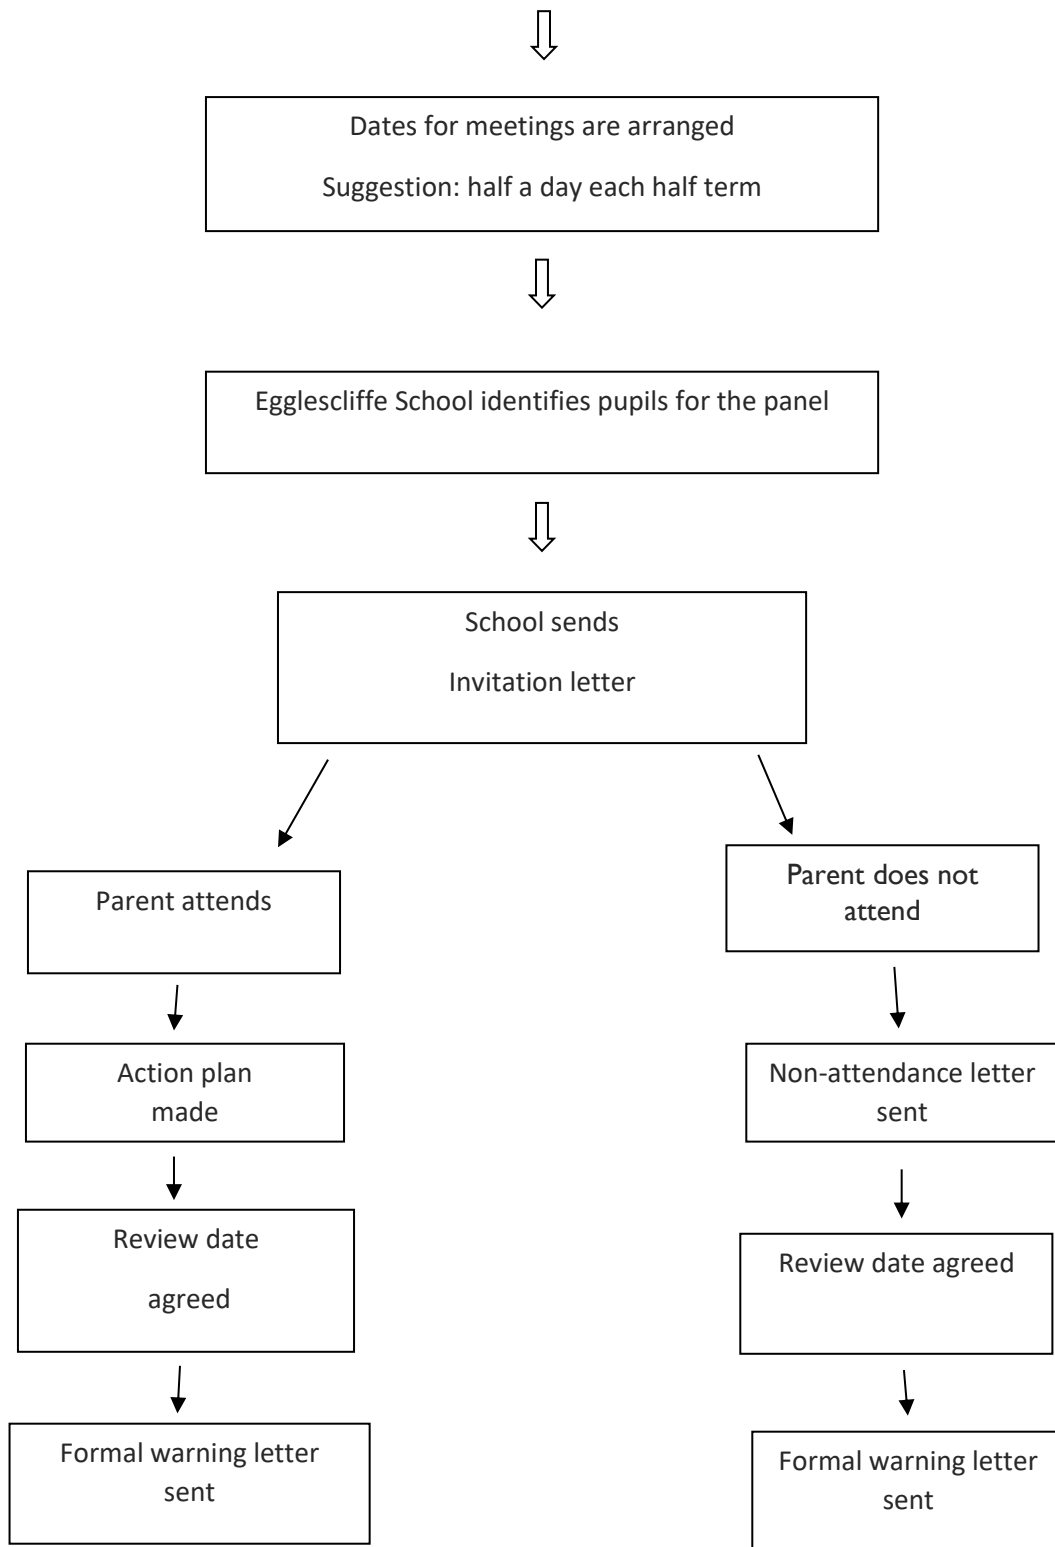 Dates for meetings are arranged
Suggestion: half a day each half term
Egglescliffe School identifies pupils for the panel
School sends
Invitation letter
Parent attends
Parent does not
attend
Action plan
made
Non-attendance letter
sent
Review date
agreed
Review date agreed
Formal warning letter
sent
Formal warning letter
sent